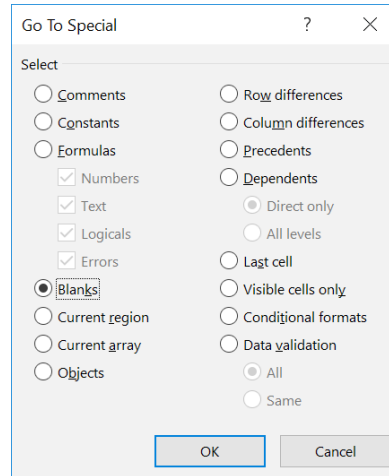 Go To Special ? ×
Select
Comments
Constants
Formulas
Numbers
Text
Logicals
Errors
Blanks
Current region
Current array
Objects
Row differences
Column differences
Precedents
Dependents
Direct only
All levels
Last cell
Visible cells only
Conditional formats
Data validation
All
Same
OK
Cancel